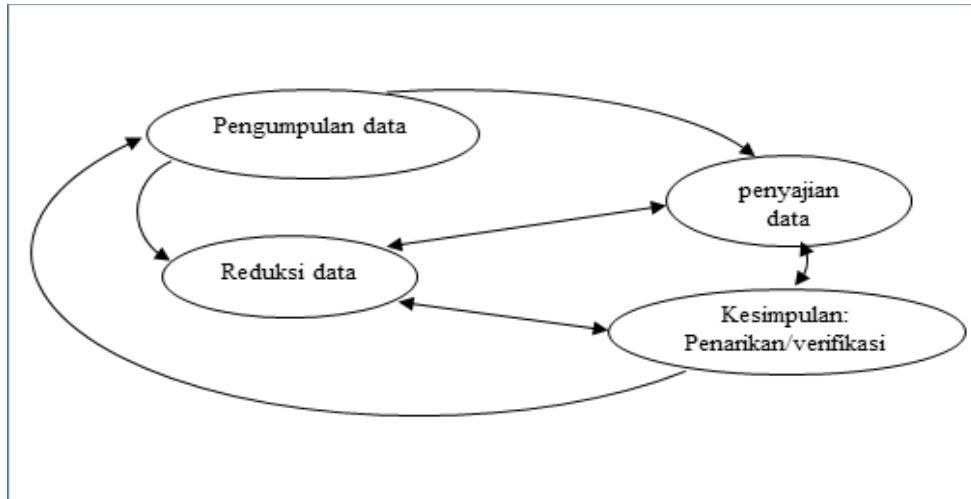 Pengumpulan data
penyajian
data
Reduksi data
Kesimpulan:
Penarikan/verifikasi